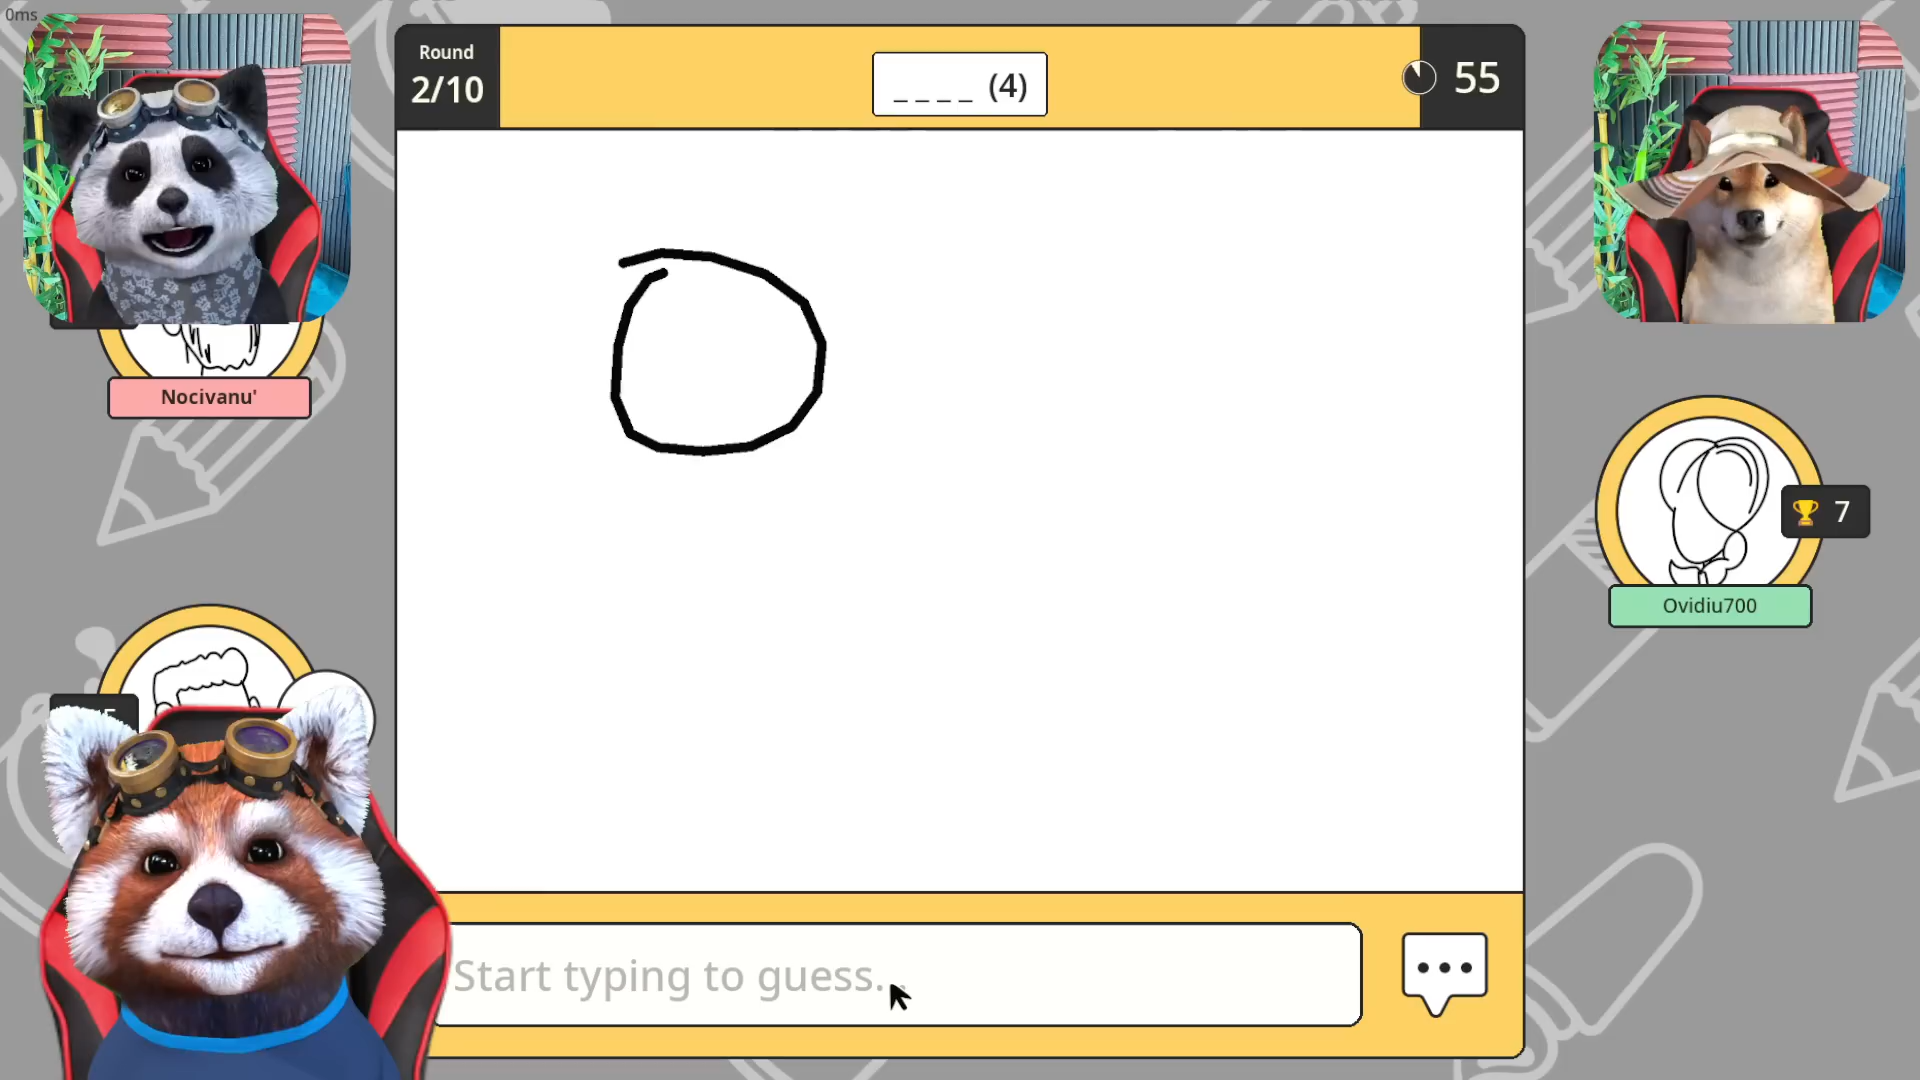 0ms
Round
2/10
_ _ _ _ (4)
55
Nocivanu'
🏆 7
Ovidiu700
Start typing to guess...